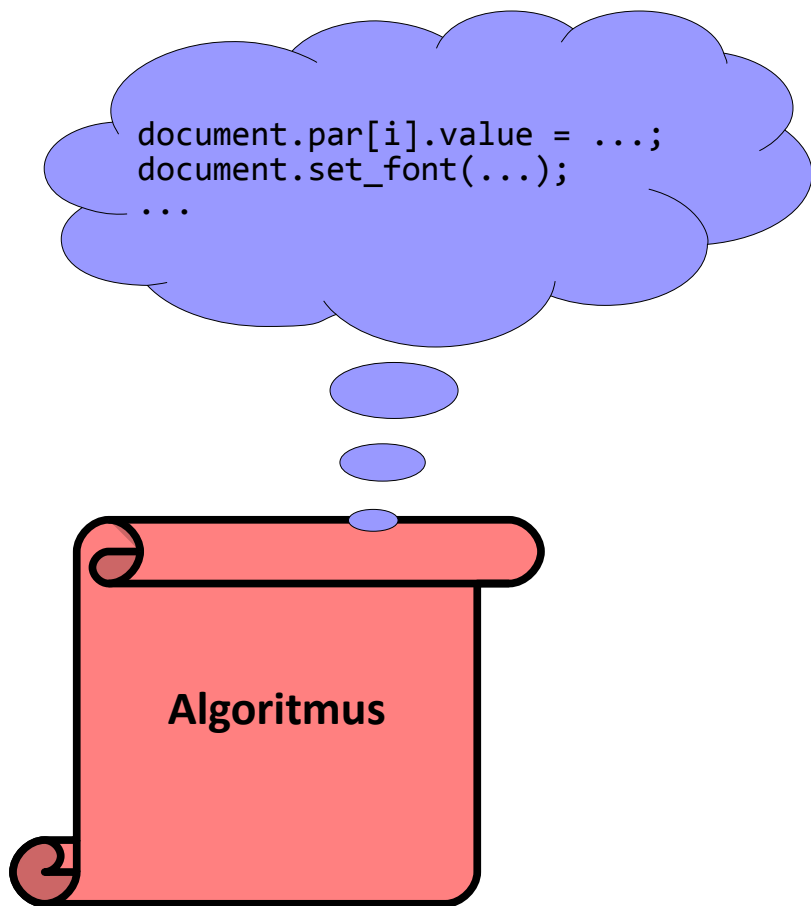 document.par[i].value = ...;
document.set_font(...);
...
Algoritmus